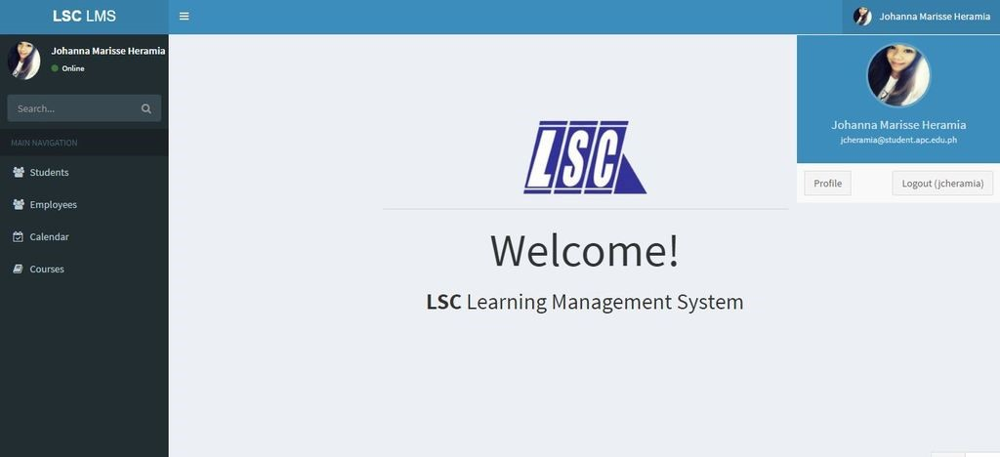 LSC LMS
Johanna Marisse Heramia
Johanna Marisse Heramia
Online
Search...
MAIN NAVIGATION
Students
Employees
Calendar
Courses
LSC
Welcome!
LSC Learning Management System
Johanna Marisse Heramia
jcheramia@student.apc.edu.ph
Profile
Logout (jcheramia)